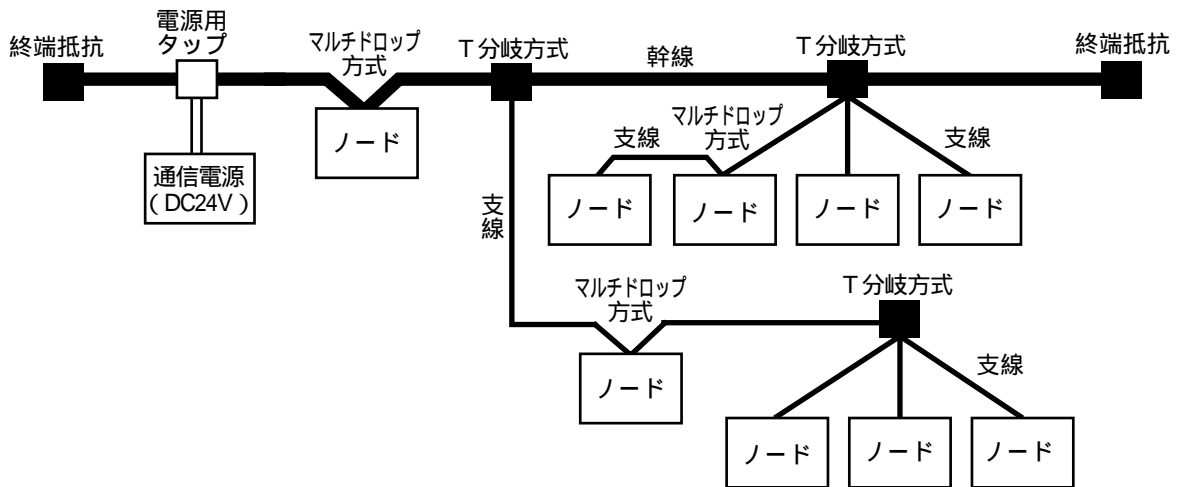 終端抵抗
電源用
タップ
マルチドロップ
方式
T分岐方式
幹線
T分岐方式
終端抵抗
ノード
通信電源
(DC24V)
支線
マルチドロップ
方式
支線
ノード
ノード
ノード
ノード
支線
マルチドロップ
方式
T分岐方式
ノード
支線
ノード
ノード
ノード